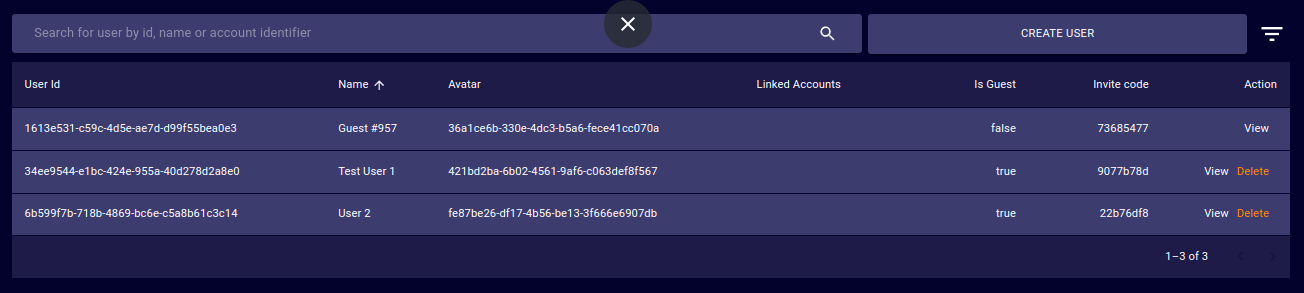 Search for user by id, name or account identifier
CREATE USER
User Id Name Avatar Linked Accounts Is Guest Invite code Action
1613e531-c59c-4d5e-ae7d-d99f55bea0e3 Guest #957 36a1ce6b-330e-4dc3-b5a6-fece41cc070a false 73685477 View
34ee9544-e1bc-424e-955a-40d278d2a8e0 Test User 1 421bd2ba-6b02-4561-9af6-c063def8f567 true 9077b78d View Delete
6b599f7b-718b-4869-bc6e-c5a8b61c3c14 User 2 fe87be26-df17-4b56-be13-3f666e6907db true 22b76df8 View Delete
1–3 of 3